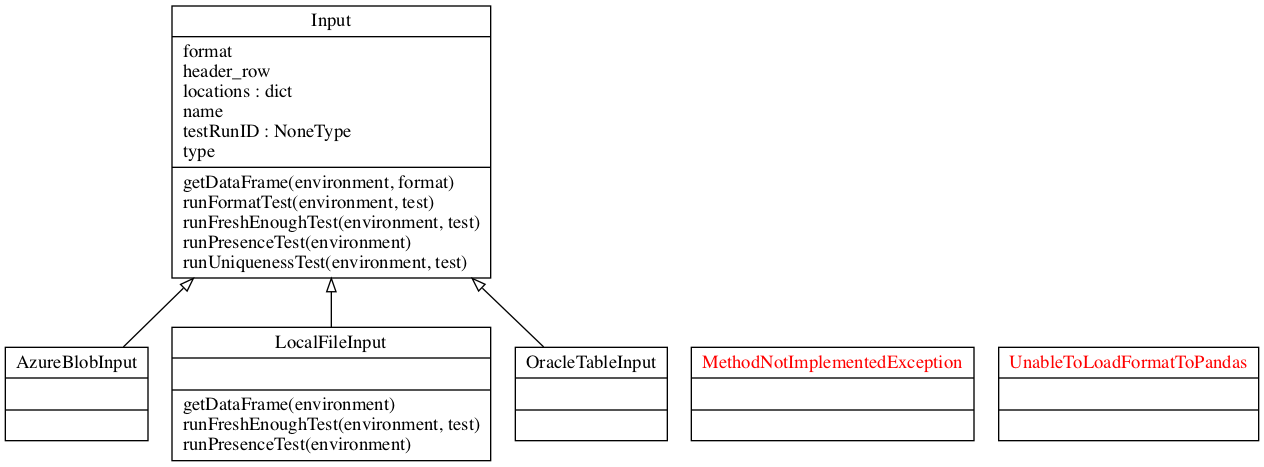 Input
format
header_row
locations : dict
name
testRunID : NoneType
type
getDataFrame(environment, format)
runFormatTest(environment, test)
runFreshEnoughTest(environment, test)
runPresenceTest(environment)
runUniquenessTest(environment, test)
AzureBlobInput
LocalFileInput
getDataFrame(environment)
runFreshEnoughTest(environment, test)
runPresenceTest(environment)
OracleTableInput
MethodNotImplementedException
UnableToLoadFormatToPandas